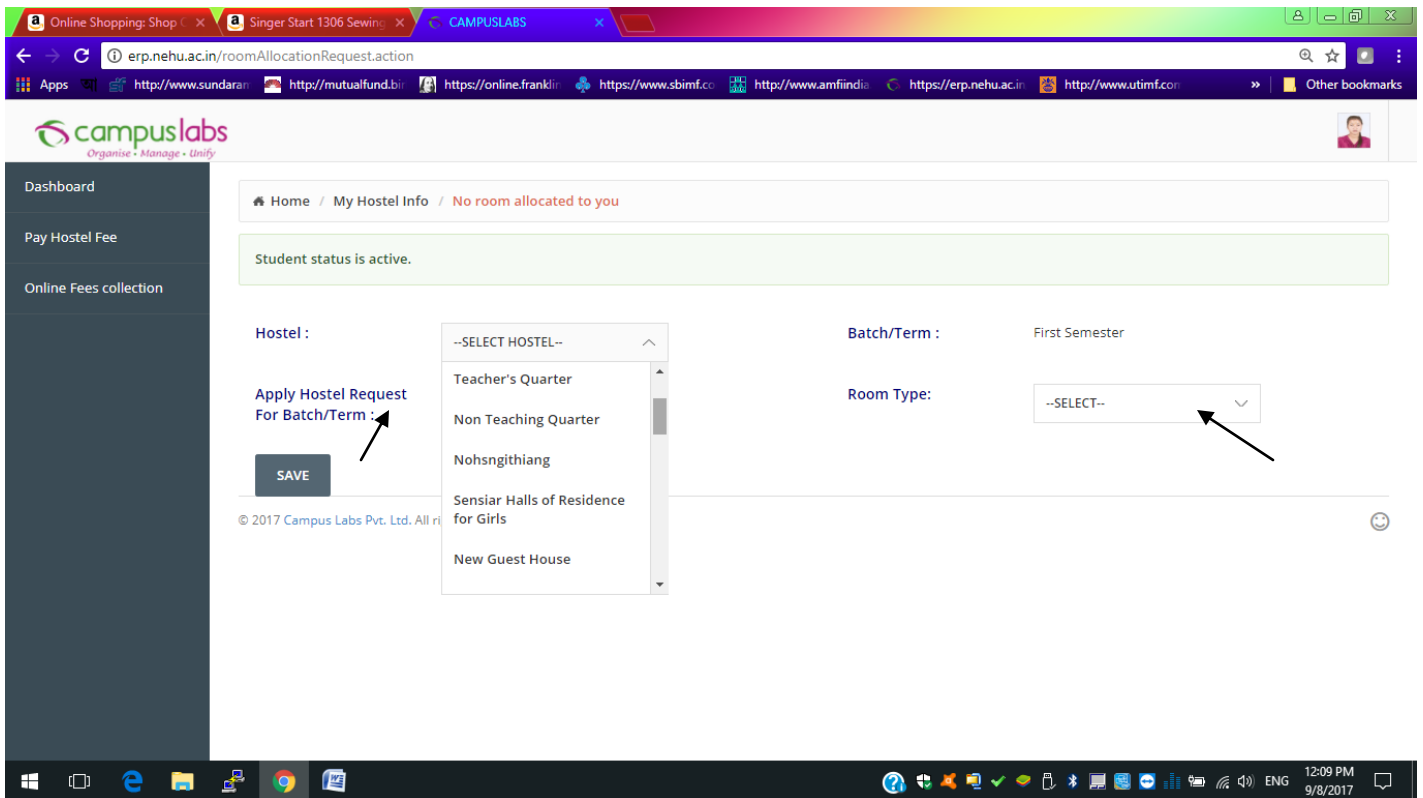 Online Shopping: Shop
Singer Start 1306 Sewing
CAMPUSLABS
erp.nehu.ac.in/roomAllocationRequest.action
Apps
http://www.sundaram
http://mutualfund.bir
https://online.franklin
https://www.sbimf.co
http://www.amfiindia
https://erp.nehu.ac.in
http://www.utimf.com
»
Other bookmarks
campuslabs
Organise • Manage • Unify
Dashboard
Pay Hostel Fee
Online Fees collection
Home / My Hostel Info / No room allocated to you
Student status is active.
Hostel :
--SELECT HOSTEL--
Batch/Term :
First Semester
Teacher's Quarter
Non Teaching Quarter
Nohsngithiang
Sensiar Halls of Residence
for Girls
New Guest House
Apply Hostel Request
For Batch/Term :
Room Type:
--SELECT--
SAVE
© 2017 Campus Labs Pvt. Ltd. All ri
ENG
12:09 PM
9/8/2017